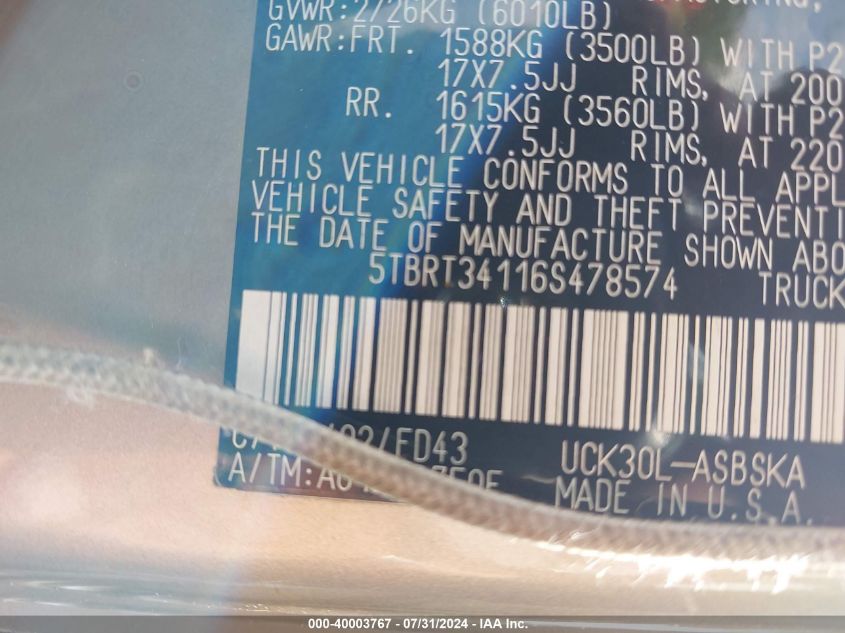 GVWR:2726KG (6010LB)
GAWR:FRT. 1588KG (3500LB) WITH P2
17X7.5JJ RIMS, AT 200
RR. 1615KG (3560LB) WITH P2
17X7.5JJ RIMS, AT 220
THIS VEHICLE CONFORMS TO ALL APPL
VEHICLE SAFETY AND THEFT PREVENTI
THE DATE OF MANUFACTURE SHOWN ABO
5TBRT34116S478574 TRUCK
/FD43 UCK30L-ASBSKA
A/TM: MADE IN U.S.A.
000-40003767 - 07/31/2024 - IAA Inc.